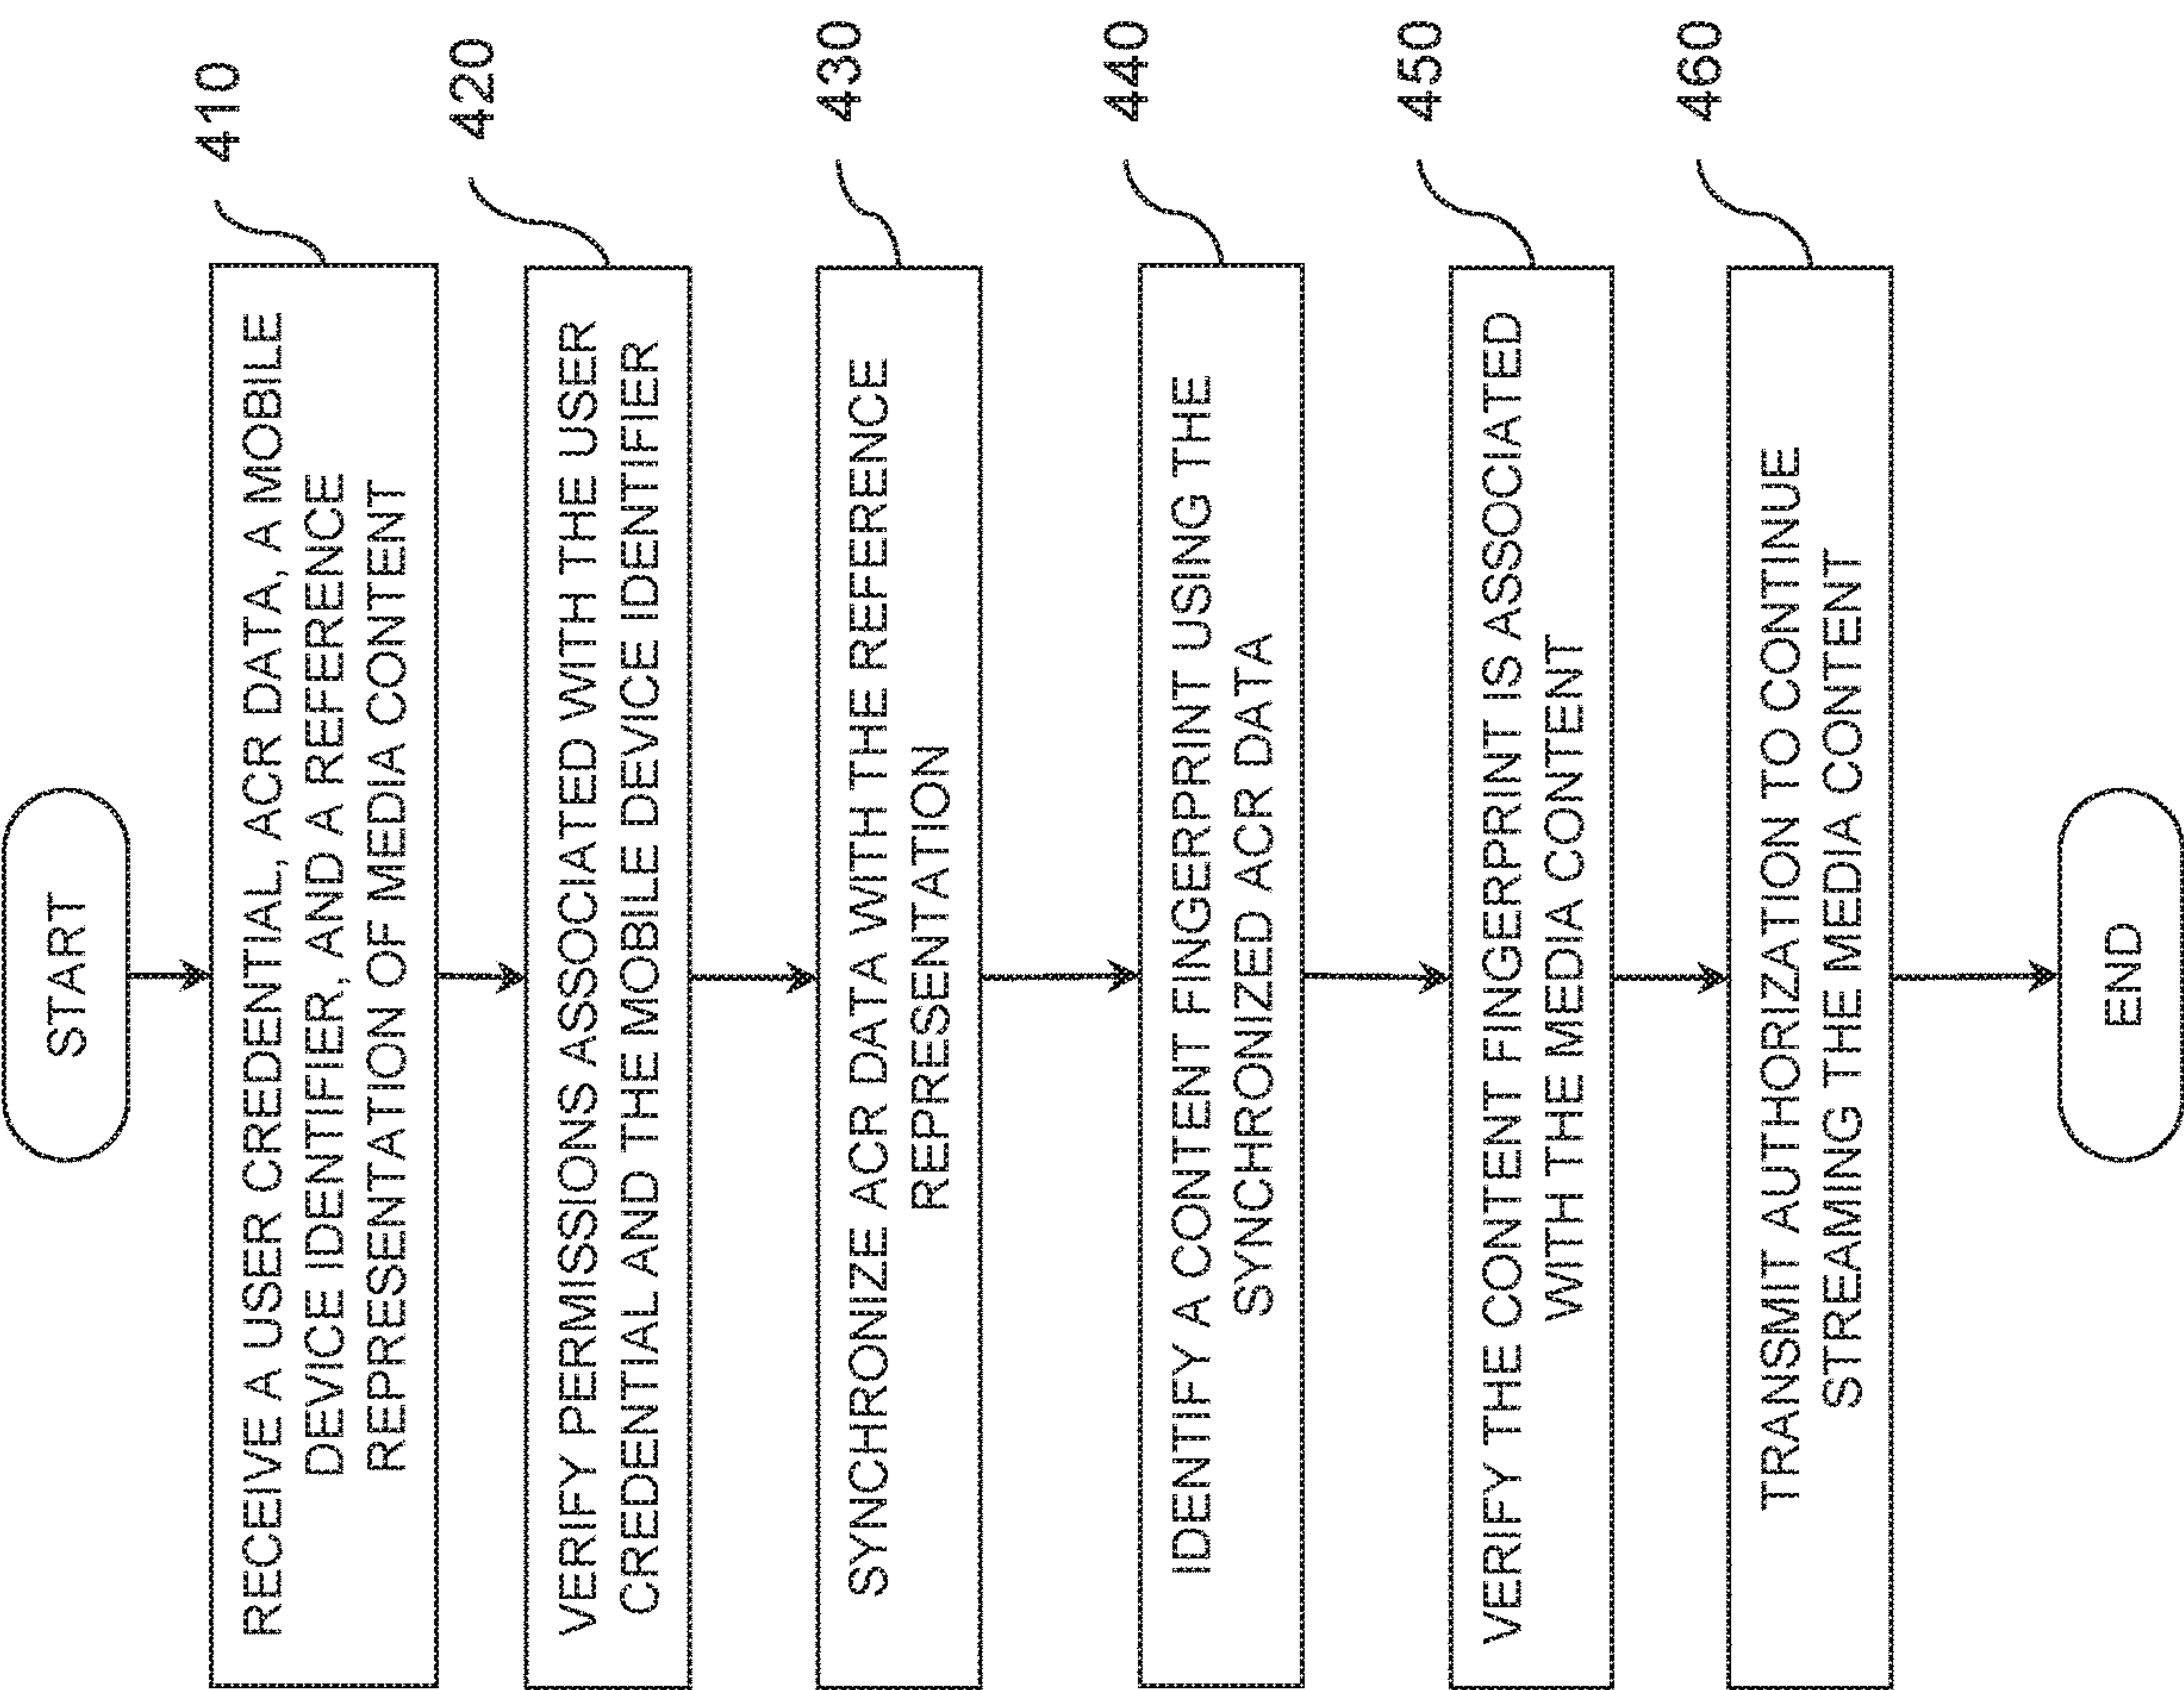 START
RECEIVE A USER CREDENTIAL, ACR DATA, A MOBILE
DEVICE IDENTIFIER, AND A REFERENCE
REPRESENTATION OF MEDIA CONTENT
410
VERIFY PERMISSIONS ASSOCIATED WITH THE USER
CREDENTIAL AND THE MOBILE DEVICE IDENTIFIER
420
SYNCHRONIZE ACR DATA WITH THE REFERENCE
REPRESENTATION
430
IDENTIFY A CONTENT FINGERPRINT USING THE
SYNCHRONIZED ACR DATA
440
VERIFY THE CONTENT FINGERPRINT IS ASSOCIATED
WITH THE MEDIA CONTENT
450
TRANSMIT AUTHORIZATION TO CONTINUE
STREAMING THE MEDIA CONTENT
460
END